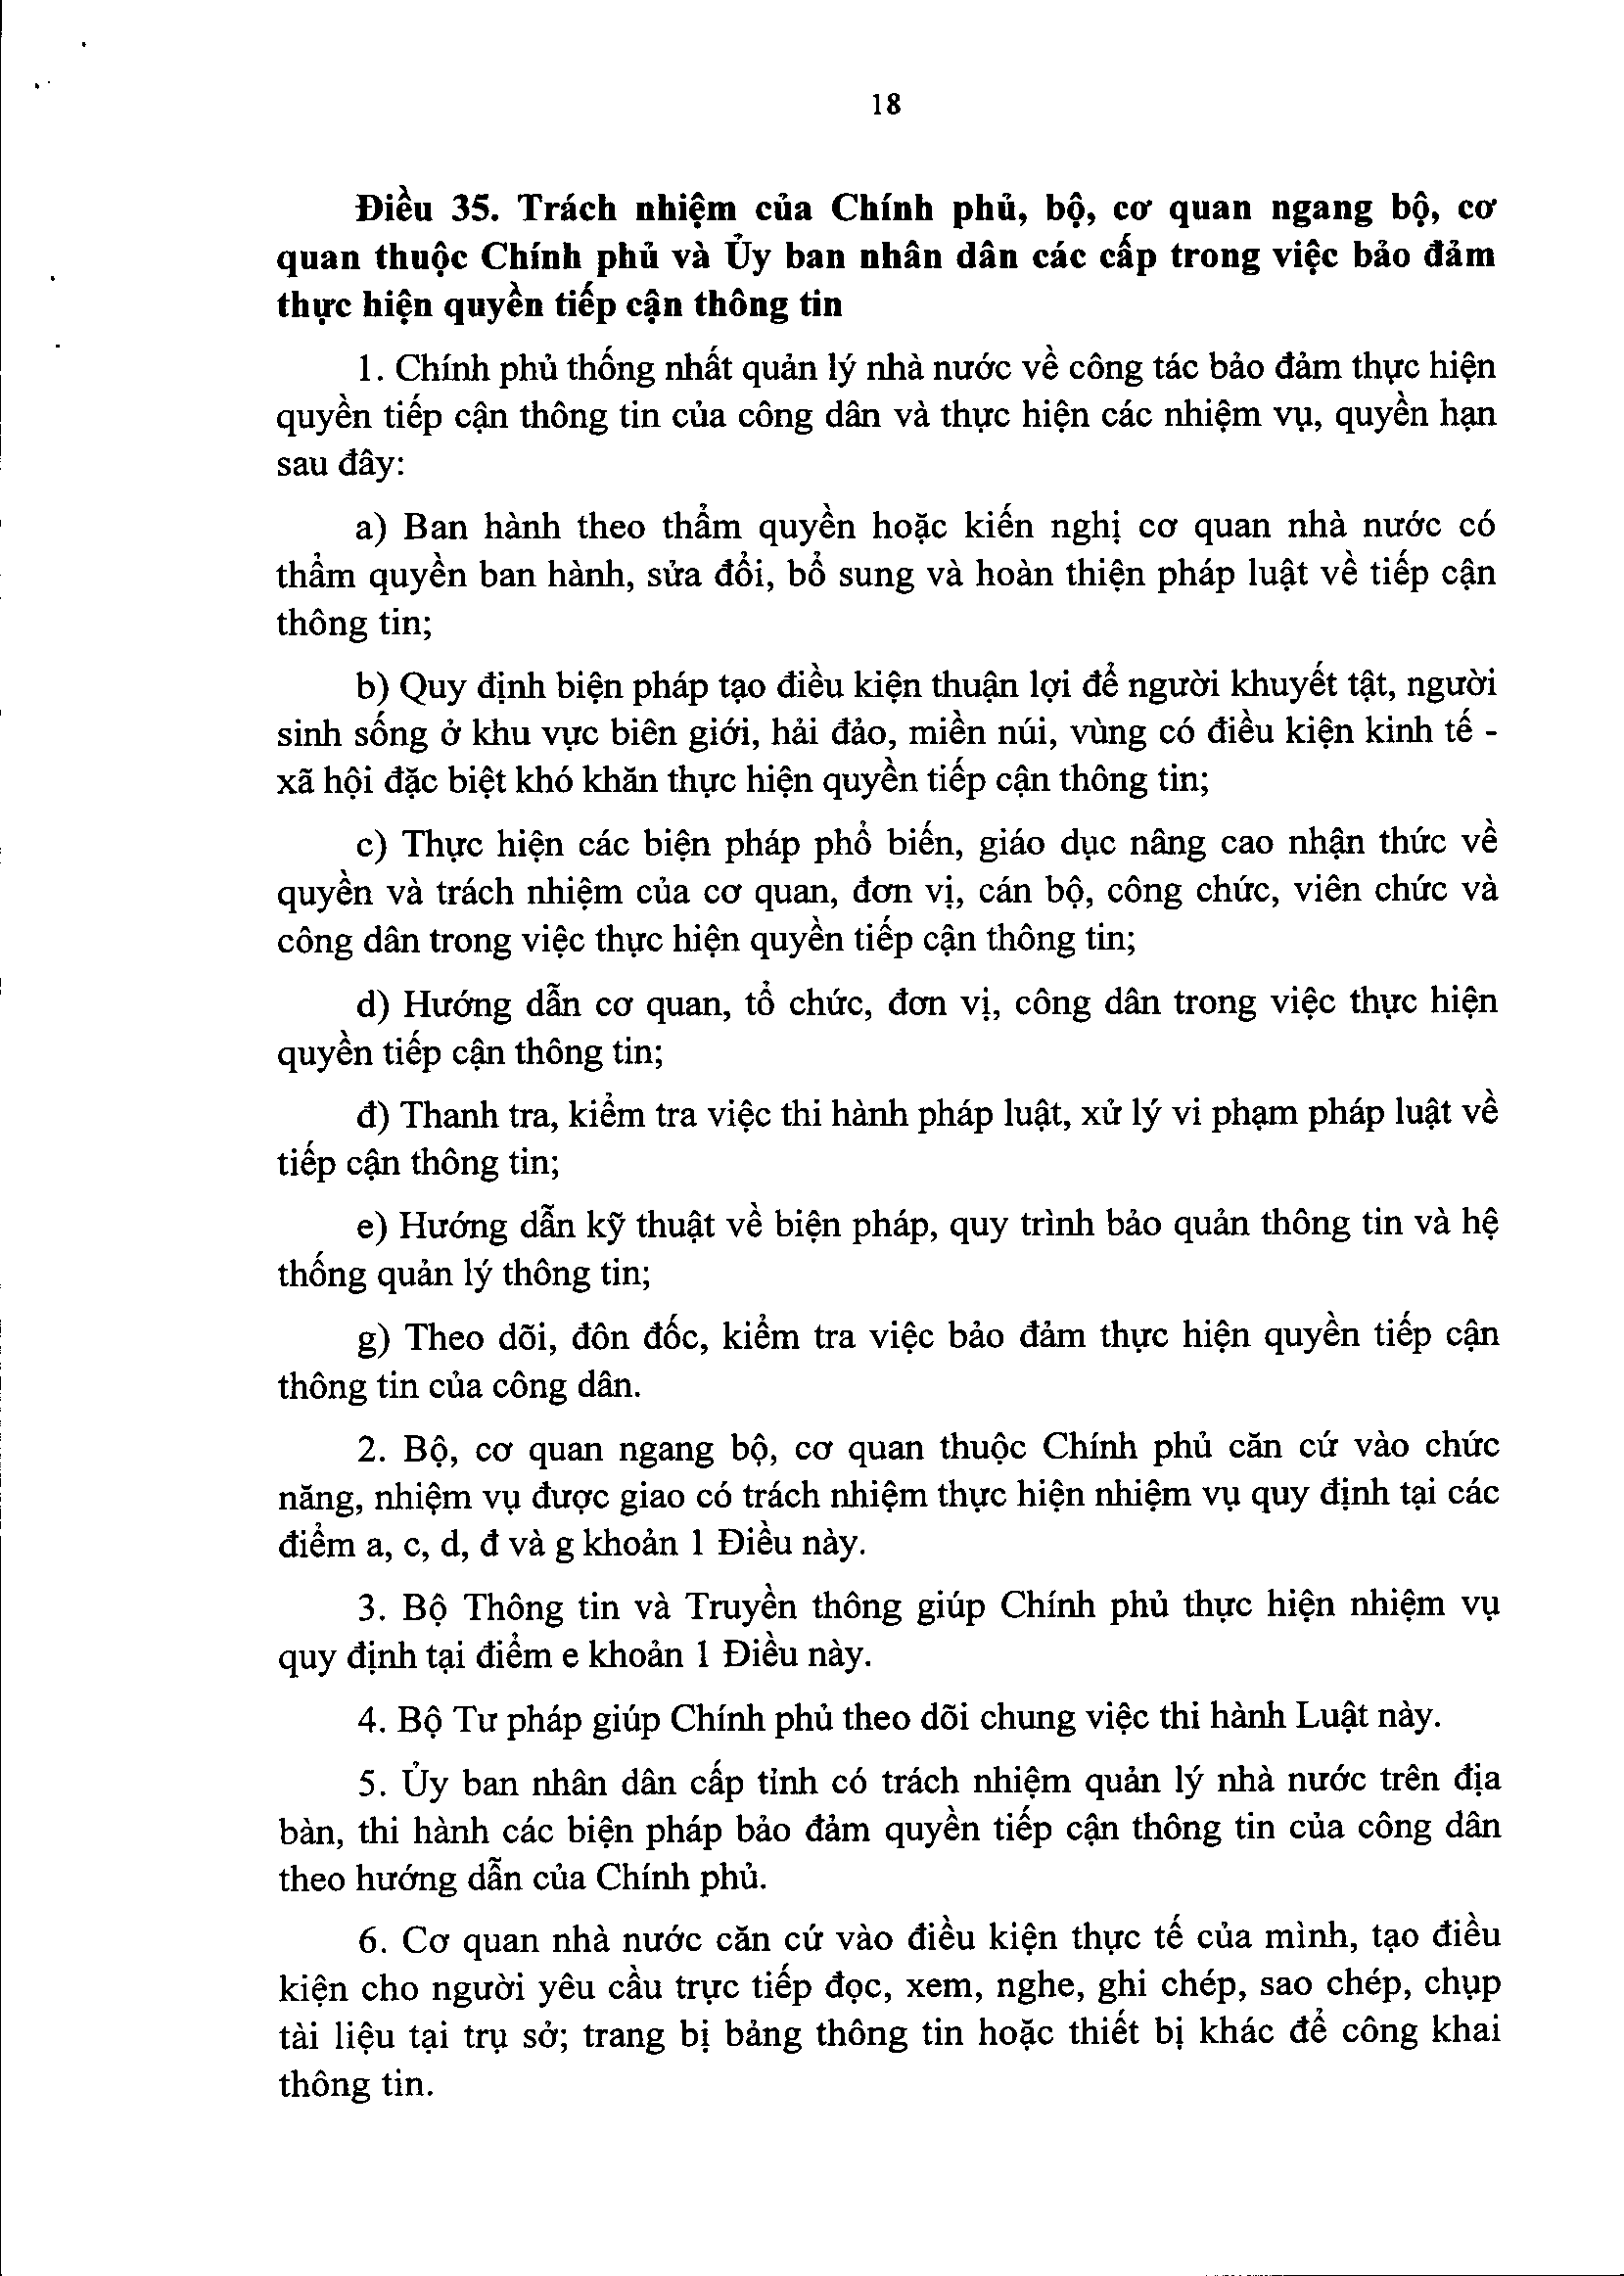 18
Điều 35. Trách nhiệm của Chính phủ, bộ, cơ quan ngang bộ, cơ
quan thuộc Chính phủ và Ủy ban nhân dân các cấp trong việc bảo đảm
thực hiện quyền tiếp cận thông tin
1. Chính phủ thống nhất quản lý nhà nước về công tác bảo đảm thực hiện
quyền tiếp cận thông tin của công dân và thực hiện các nhiệm vụ, quyền hạn
sau đây:
a) Ban hành theo thẩm quyền hoặc kiến nghị cơ quan nhà nước có
thẩm quyền ban hành, sửa đổi, bổ sung và hoàn thiện pháp luật về tiếp cận
thông tin;
b) Quy định biện pháp tạo điều kiện thuận lợi để người khuyết tật, người
sinh sống ở khu vực biên giới, hải đảo, miền núi, vùng có điều kiện kinh tế -
xã hội đặc biệt khó khăn thực hiện quyền tiếp cận thông tin;
c) Thực hiện các biện pháp phổ biến, giáo dục nâng cao nhận thức về
quyền và trách nhiệm của cơ quan, đơn vị, cán bộ, công chức, viên chức và
công dân trong việc thực hiện quyền tiếp cận thông tin;
d) Hướng dẫn cơ quan, tổ chức, đơn vị, công dân trong việc thực hiện
quyền tiếp cận thông tin;
đ) Thanh tra, kiểm tra việc thi hành pháp luật, xử lý vi phạm pháp luật về
tiếp cận thông tin;
e) Hướng dẫn kỹ thuật về biện pháp, quy trình bảo quản thông tin và hệ
thống quản lý thông tin;
g) Theo dõi, đôn đốc, kiểm tra việc bảo đảm thực hiện quyền tiếp cận
thông tin của công dân.
2. Bộ, cơ quan ngang bộ, cơ quan thuộc Chính phủ căn cứ vào chức
năng, nhiệm vụ được giao có trách nhiệm thực hiện nhiệm vụ quy định tại các
điểm a, c, d, đ và g khoản 1 Điều này.
3. Bộ Thông tin và Truyền thông giúp Chính phủ thực hiện nhiệm vụ
quy định tại điểm e khoản 1 Điều này.
4. Bộ Tư pháp giúp Chính phủ theo dõi chung việc thi hành Luật này.
5. Ủy ban nhân dân cấp tỉnh có trách nhiệm quản lý nhà nước trên địa
bàn, thi hành các biện pháp bảo đảm quyền tiếp cận thông tin của công dân
theo hướng dẫn của Chính phủ.
6. Cơ quan nhà nước căn cứ vào điều kiện thực tế của mình, tạo điều
kiện cho người yêu cầu trực tiếp đọc, xem, nghe, ghi chép, sao chép, chụp
tài liệu tại trụ sở; trang bị bảng thông tin hoặc thiết bị khác để công khai
thông tin.